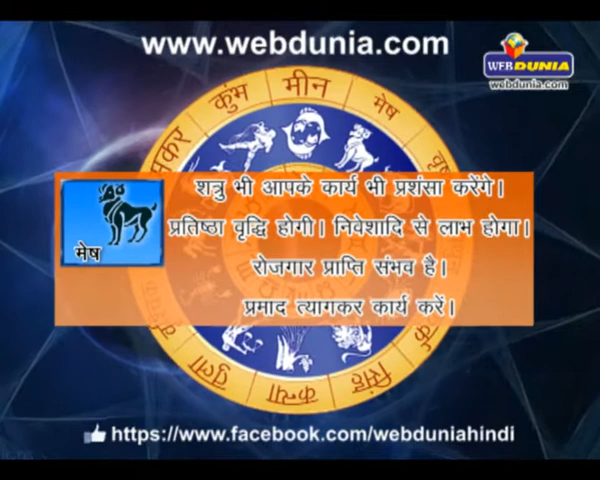 www.webdunia.com
WEBDUNIA
webdunia.com
कुंभ
मीन
मेष
मकर
शत्रु भी आपके कार्य भी प्रशंसा करेंगे।
प्रतिष्ठा वृद्धि होगी। निवेशादि से लाभ होगा।
रोजगार प्राप्ति संभव है।
प्रमाद त्यागकर कार्य करें।
मेष
तुला
कन्या
सिंह
https://www.facebook.com/webduniahindi